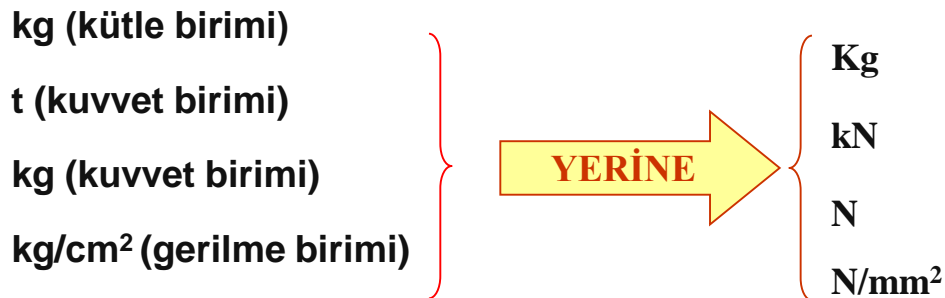 kg (kütle birimi)
t (kuvvet birimi)
kg (kuvvet birimi)
kg/cm² (gerilme birimi)
YERİNE
Kg
kN
N
N/mm²